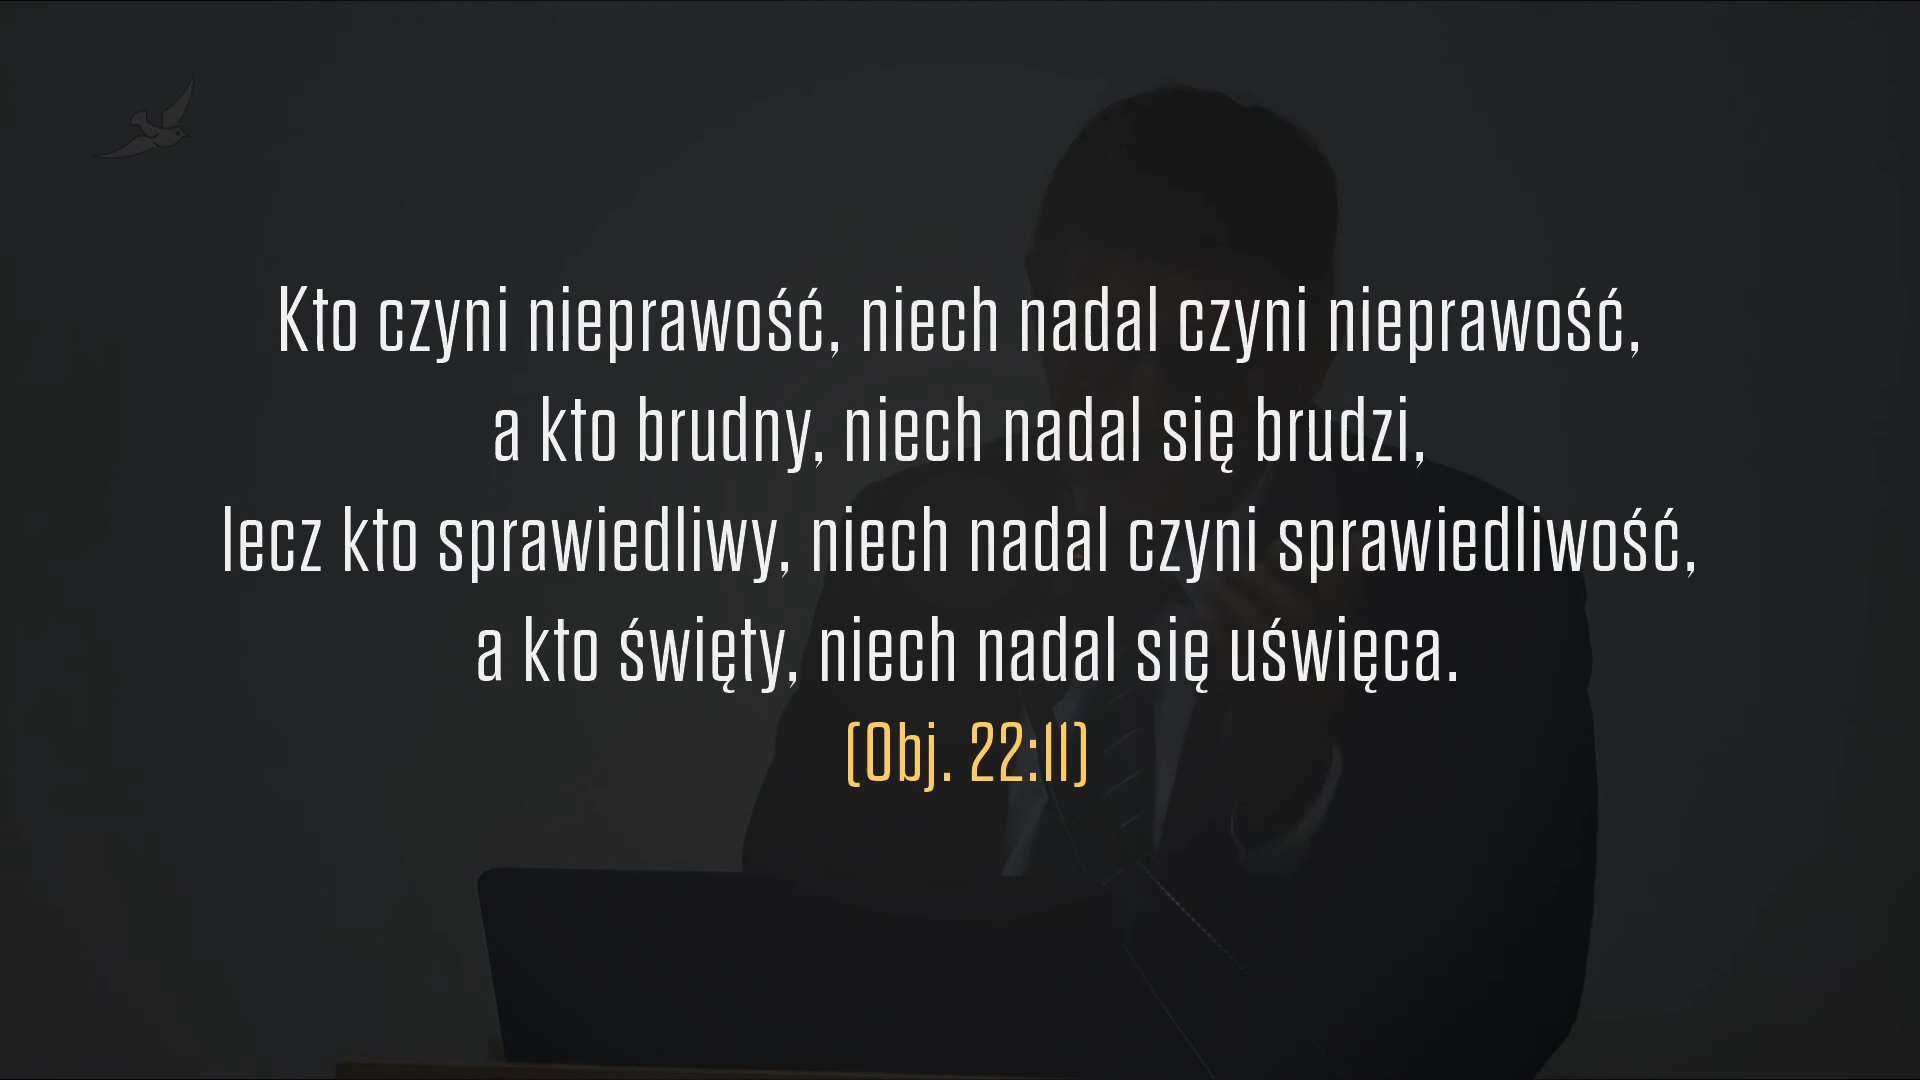 Kto czyni nieprawość, niech nadal czyni nieprawość,
a kto brudny, niech nadal się brudzi,
lecz kto sprawiedliwy, niech nadal czyni sprawiedliwość,
a kto święty, niech nadal się uświęca.
(Obj. 22:11)